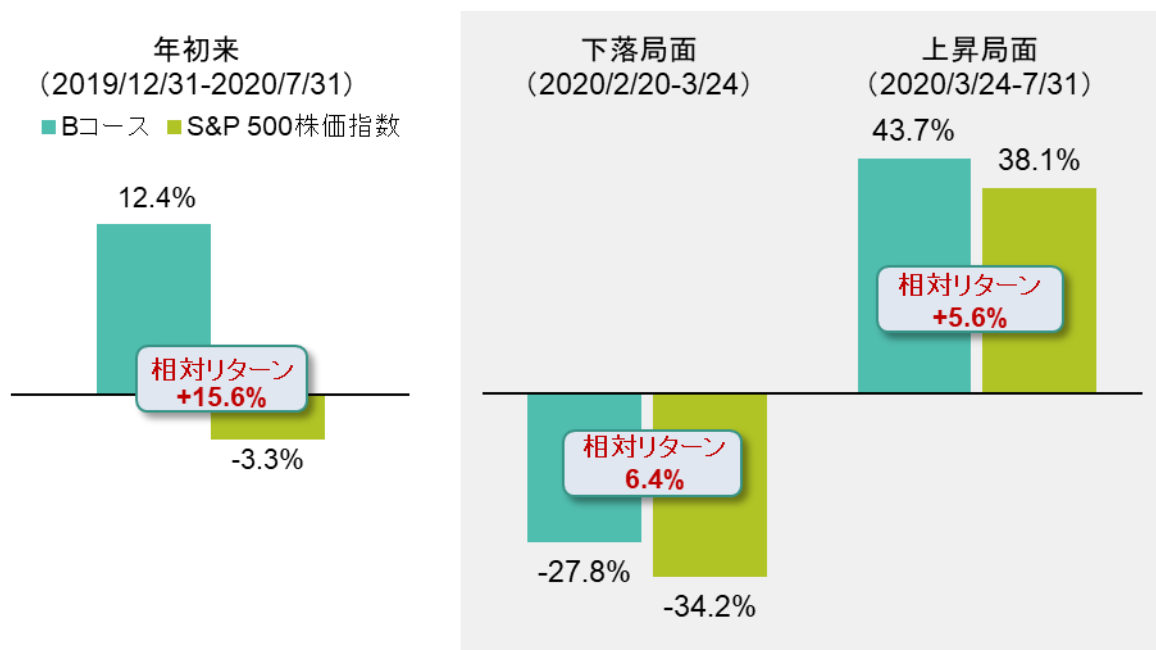 年初来
（2019/12/31-2020/7/31）
Bコース S&P 500株価指数
12.4%
相対リターン
+15.6%
-3.3%
下落局面
（2020/2/20-3/24）
相対リターン
6.4%
-27.8%
-34.2%
上昇局面
（2020/3/24-7/31）
43.7%
38.1%
相対リターン
+5.6%